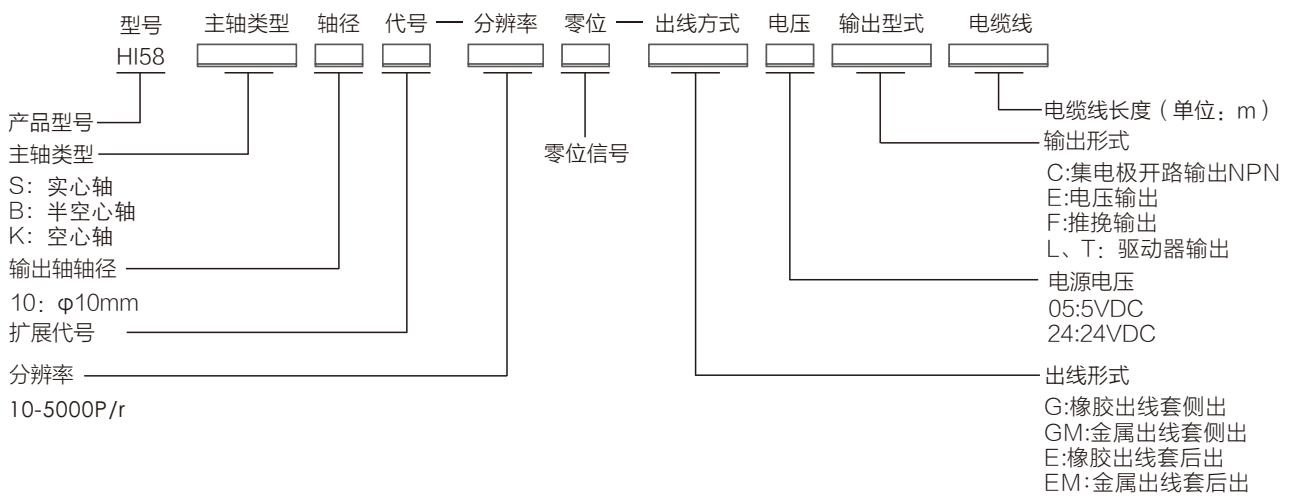 型号 主轴类型 轴径 代号 — 分辨率 零位 — 出线方式 电压 输出型式 电缆线
HI58
产品型号
主轴类型
S：实心轴
B：半空心轴
K：空心轴
输出轴轴径
10：φ10mm
扩展代号
分辨率
10-5000P/r
零位信号
电缆线长度（单位：m）
输出形式
C:集电极开路输出NPN
E:电压输出
F:推挽输出
L、T：驱动器输出
电源电压
05:5VDC
24:24VDC
出线形式
G:橡胶出线套侧出
GM:金属出线套侧出
E:橡胶出线套后出
EM:金属出线套后出